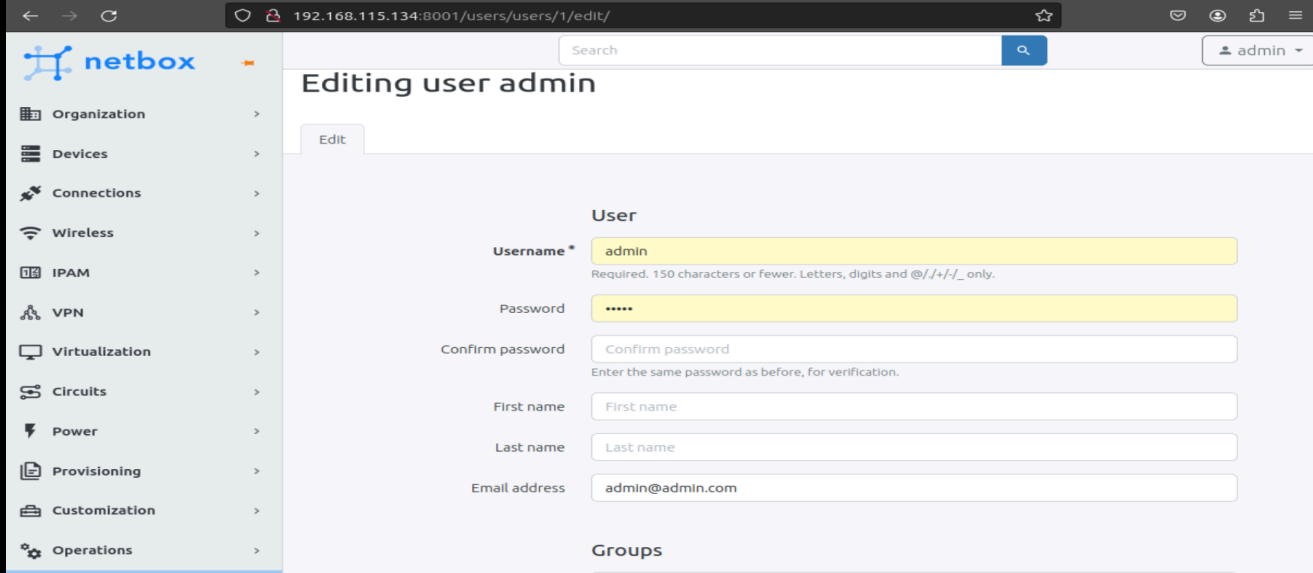 192.168.115.134:8001/users/users/1/edit/
netbox
Search
admin
Editing user admin
Edit
Organization
Devices
Connections
Wireless
IPAM
VPN
Virtualization
Circuits
Power
Provisioning
Customization
Operations
User
Username *
admin
Required. 150 characters or fewer. Letters, digits and @/./+/-/_ only.
Password
•••••
Confirm password
Confirm password
Enter the same password as before, for verification.
First name
First name
Last name
Last name
Email address
admin@admin.com
Groups